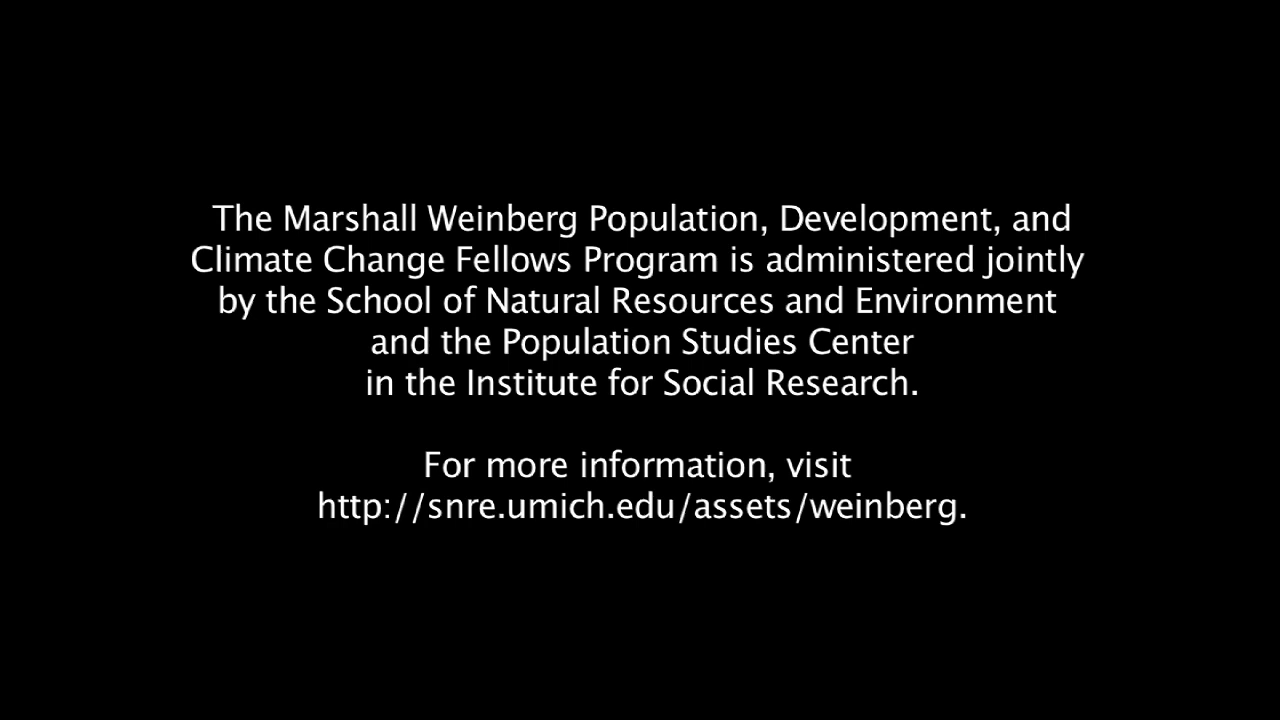 The Marshall Weinberg Population, Development, and
Climate Change Fellows Program is administered jointly
by the School of Natural Resources and Environment
and the Population Studies Center
in the Institute for Social Research.
For more information, visit
http://snre.umich.edu/assets/weinberg.